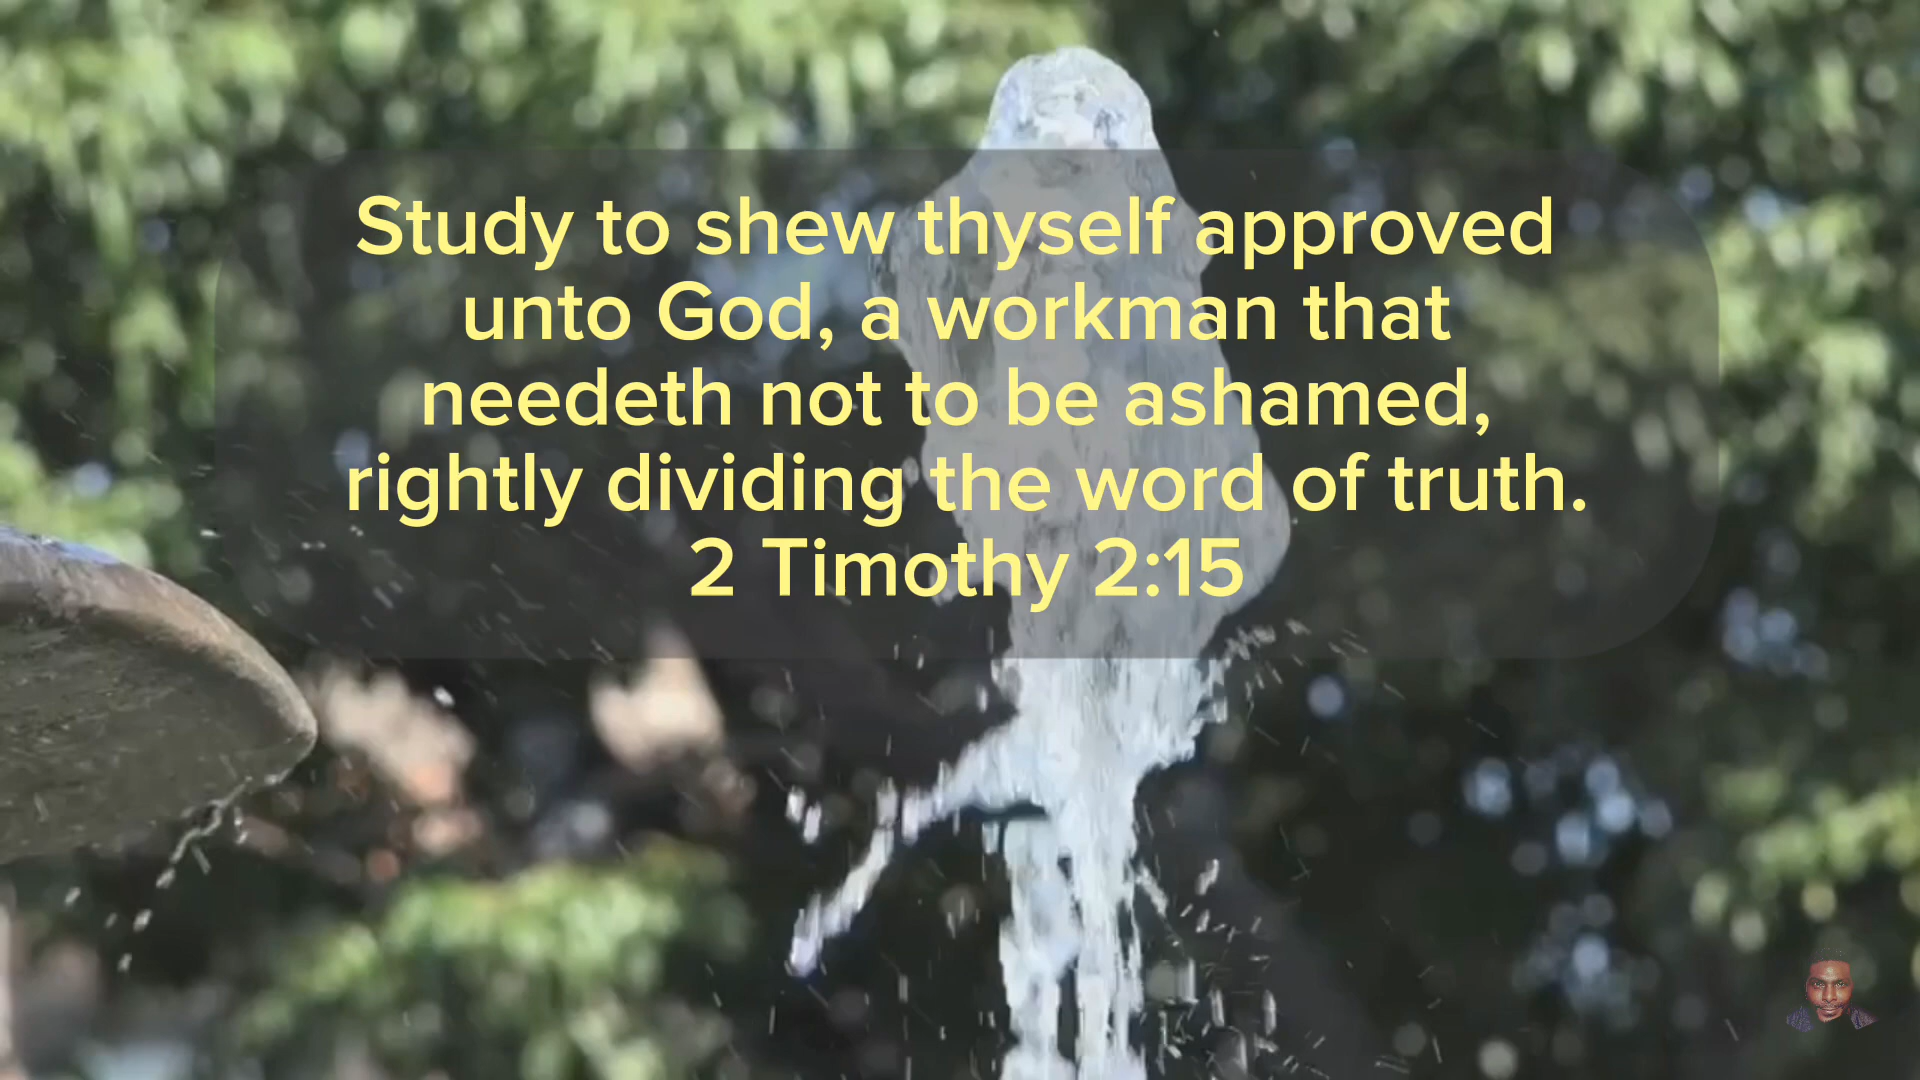 Study to shew thyself approved
unto God, a workman that
needeth not to be ashamed,
rightly dividing the word of truth.
2 Timothy 2:15